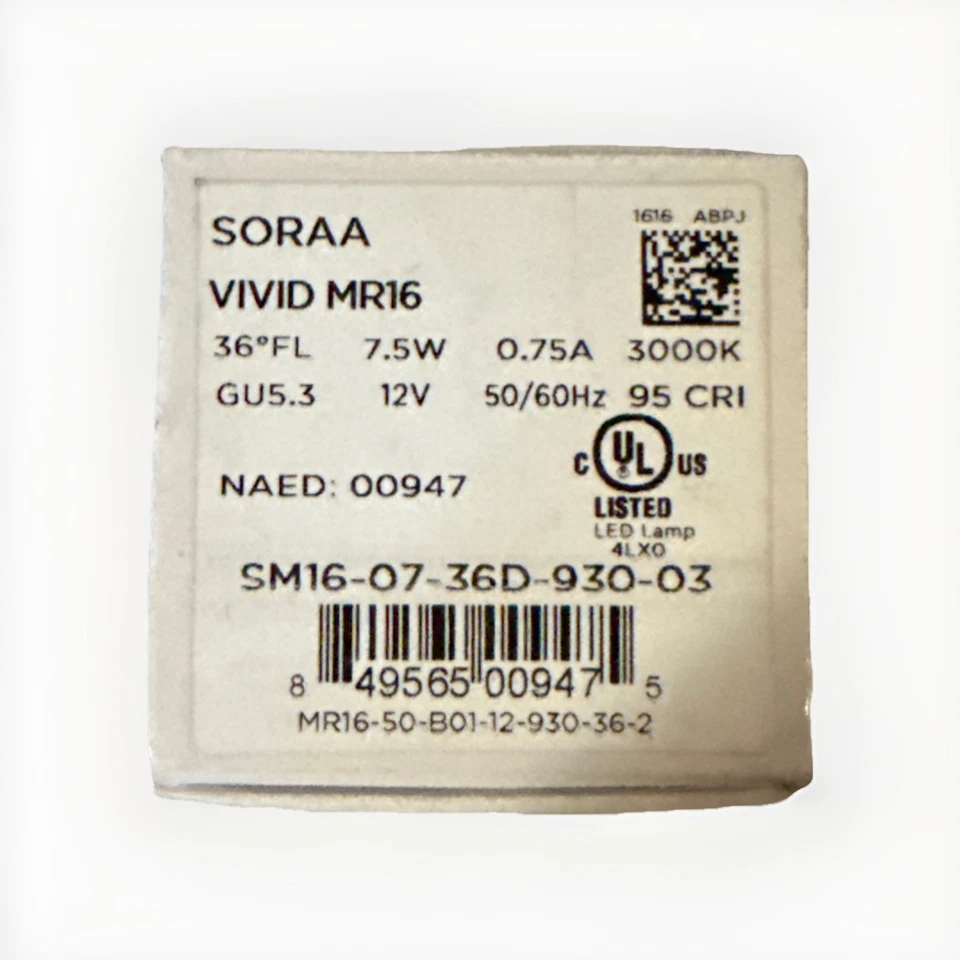 SORAA
1616 ABPJ
VIVID MR16
36°FL 7.5W 0.75A 3000K
GU5.3 12V 50/60Hz 95 CRI
C UL US
LISTED
LED Lamp
4LX0
NAED: 00947
SM16-07-36D-930-03
8 49565 00947 5
MR16-50-B01-12-930-36-2